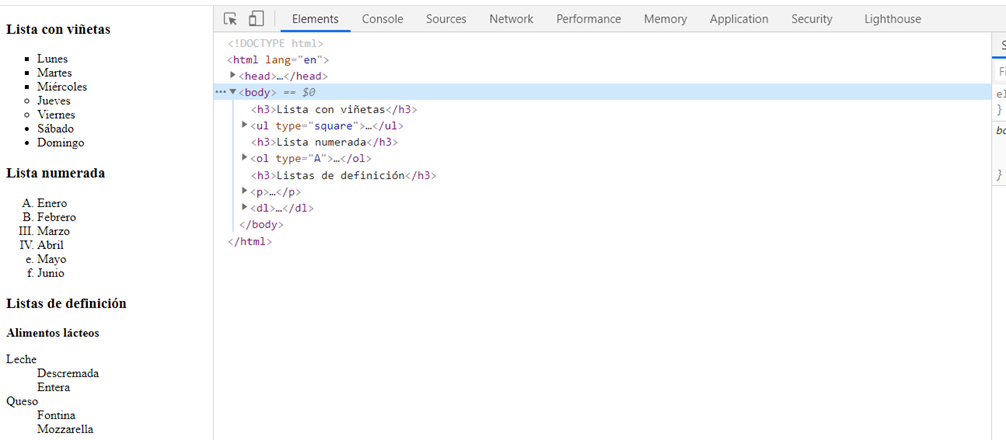 Lista con viñetas
Lunes
Martes
Miércoles
Jueves
Viernes
Sábado
Domingo
Lista numerada
A. Enero
B. Febrero
III. Marzo
IV. Abril
e. Mayo
f. Junio
Listas de definición
Alimentos lácteos
Leche
Descremada
Entera
Queso
Fontina
Mozzarella
Elements Console Sources Network Performance Memory Application Security Lighthouse
<!DOCTYPE html>
<html lang="en">
<head>…</head>
<body> == $0
<h3>Lista con viñetas</h3>
<ul type="square">…</ul>
<h3>Lista numerada</h3>
<ol type="A">…</ol>
<h3>Listas de definición</h3>
<p>…</p>
<dl>…</dl>
</body>
</html>
}
}